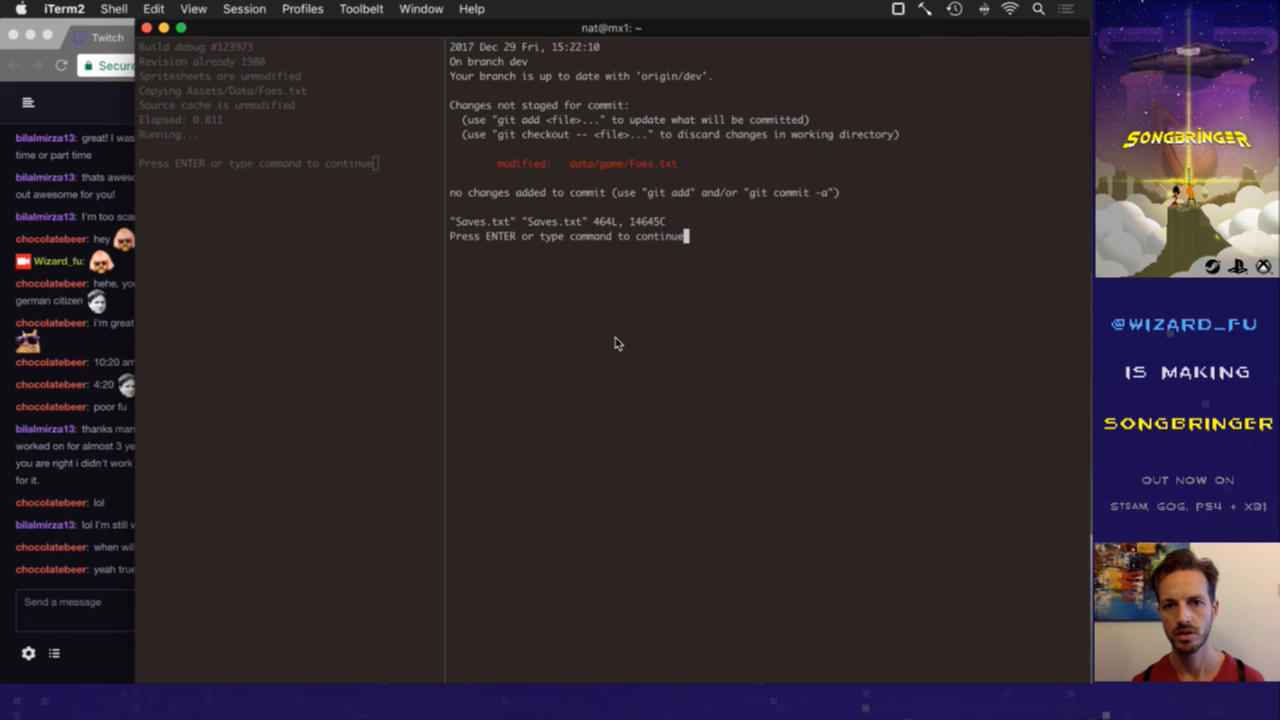 iTerm2 Shell Edit View Session Profiles Toolbelt Window Help
nat@mx1: ~
Twitch
Secure
bilalmirza13: great! I was
time or part time
bilalmirza13: thats aweso
out awesome for you!
bilalmirza13: I'm too sca
chocolatebeer: hey
Wizard_fu:
chocolatebeer: hehe, yo
german citizen
chocolatebeer: i'm great
chocolatebeer: 10:20 am
chocolatebeer: 4:20
chocolatebeer: poor fu
bilalmirza13: thanks man
worked on for almost 3 ye
you are right i didn't work
for it.
chocolatebeer: lol
bilalmirza13: lol I'm still w
chocolatebeer: when wil
chocolatebeer: yeah true
Send a message
Build debug #123973
Revision already 1980
Spritesheets are unmodified
Copying Assets/Data/Foes.txt
Source cache is unmodified
Elapsed: 0.811
Running...
Press ENTER or type command to continue
2017 Dec 29 Fri, 15:22:10
On branch dev
Your branch is up to date with 'origin/dev'.
Changes not staged for commit:
(use "git add <file>..." to update what will be committed)
(use "git checkout -- <file>..." to discard changes in working directory)
modified: data/game/Foes.txt
no changes added to commit (use "git add" and/or "git commit -a")
"Saves.txt" "Saves.txt" 464L, 14645C
Press ENTER or type command to continue
SONGBRINGER
@WIZARD_FU
IS MAKING
SONGBRINGER
OUT NOW ON
STEAM, GOG, PS4 + XB1